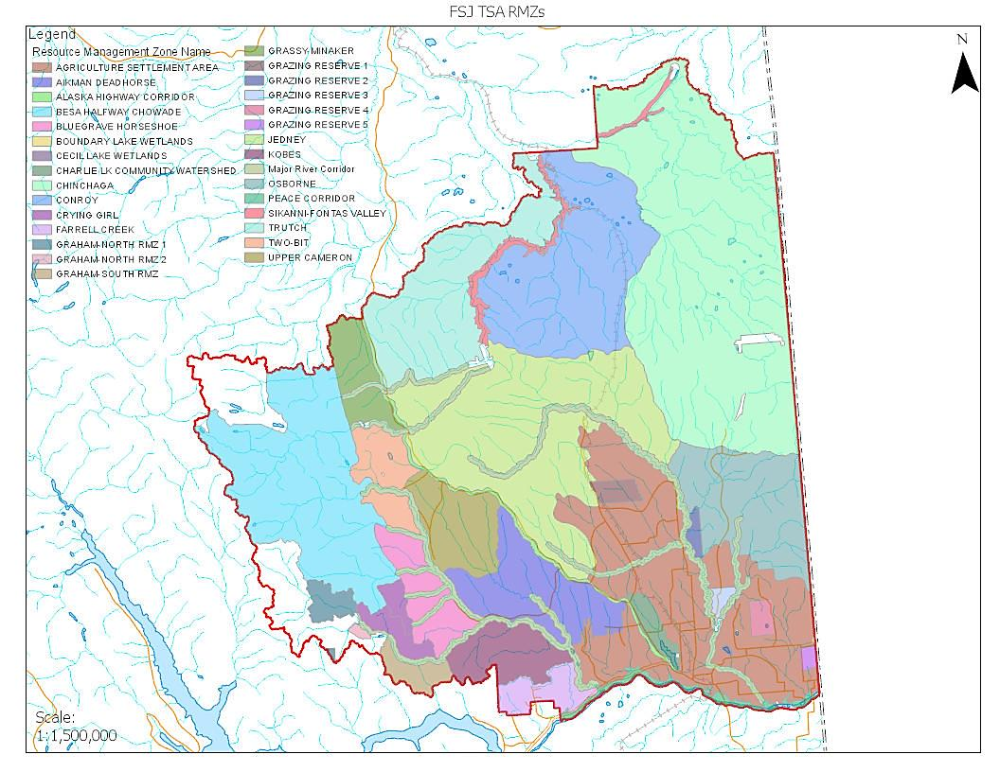 FSJ TSA RMZs
Legend
Resource Management Zone Name
AGRICULTURE SETTLEMENT AREA
AIKMAN DEADHORSE
ALASKA HIGHWAY CORRIDOR
BESA HALFWAY CHOWADE
BLUEGRAVE HORSESHOE
BOUNDARY LAKE WETLANDS
CECIL LAKE WETLANDS
CHARLIE LK COMMUNITY WATERSHED
CHINCHAGA
CONROY
CRYING GIRL
FARRELL CREEK
GRAHAM-NORTH RMZ 1
GRAHAM-NORTH RMZ 2
GRAHAM-SOUTH RMZ
GRASSY-MINAKER
GRAZING RESERVE 1
GRAZING RESERVE 2
GRAZING RESERVE 3
GRAZING RESERVE 4
GRAZING RESERVE 5
JEDNEY
KOBES
Major River Corridor
OSBORNE
PEACE CORRIDOR
SIKANNI-FONTAS VALLEY
TRUTCH
TWO-BIT
UPPER CAMERON
N
Scale:
1:1,500,000